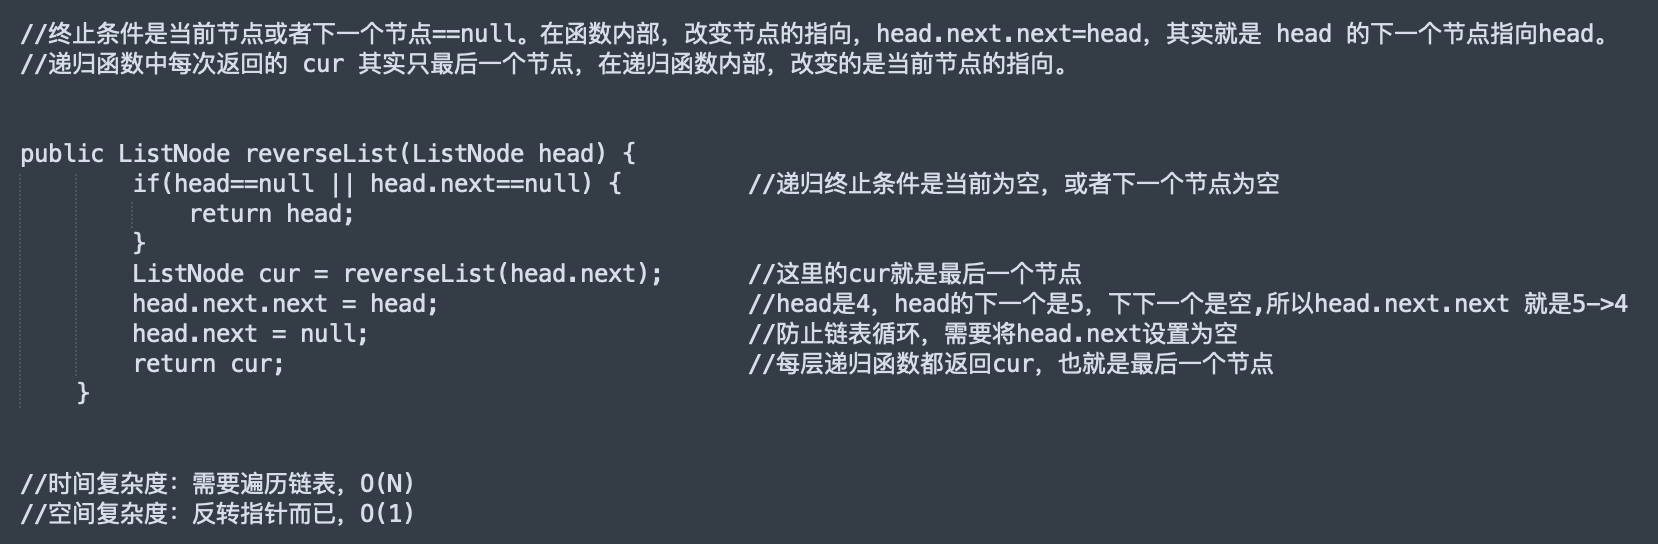 //终止条件是当前节点或者下一个节点==null。在函数内部，改变节点的指向，head.next.next=head，其实就是 head 的下一个节点指向head。
//递归函数中每次返回的 cur 其实只最后一个节点，在递归函数内部，改变的是当前节点的指向。
public ListNode reverseList(ListNode head) {
if(head==null || head.next==null) { //递归终止条件是当前为空，或者下一个节点为空
return head;
}
ListNode cur = reverseList(head.next); //这里的cur就是最后一个节点
head.next.next = head; //head是4，head的下一个是5，下下一个是空,所以head.next.next 就是5->4
head.next = null; //防止链表循环，需要将head.next设置为空
return cur; //每层递归函数都返回cur，也就是最后一个节点
}
//时间复杂度：需要遍历链表，O(N)
//空间复杂度：反转指针而已，O(1)